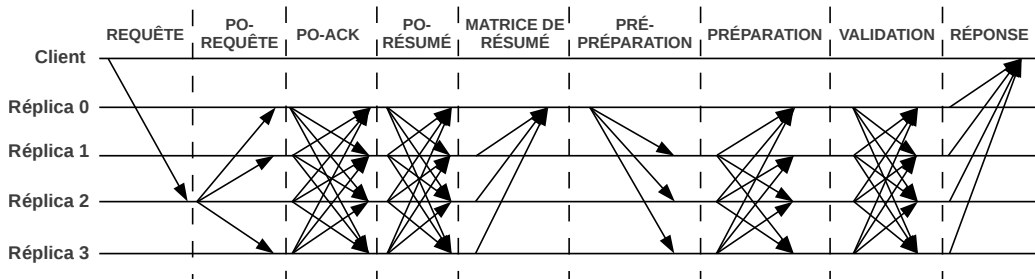 REQUÊTE
PO-
REQUÊTE
PO-ACK
PO-
RÉSUMÉ
MATRICE DE
RÉSUMÉ
PRÉ-
PRÉPARATION
PRÉPARATION
VALIDATION
RÉPONSE
Client
Réplica 0
Réplica 1
Réplica 2
Réplica 3